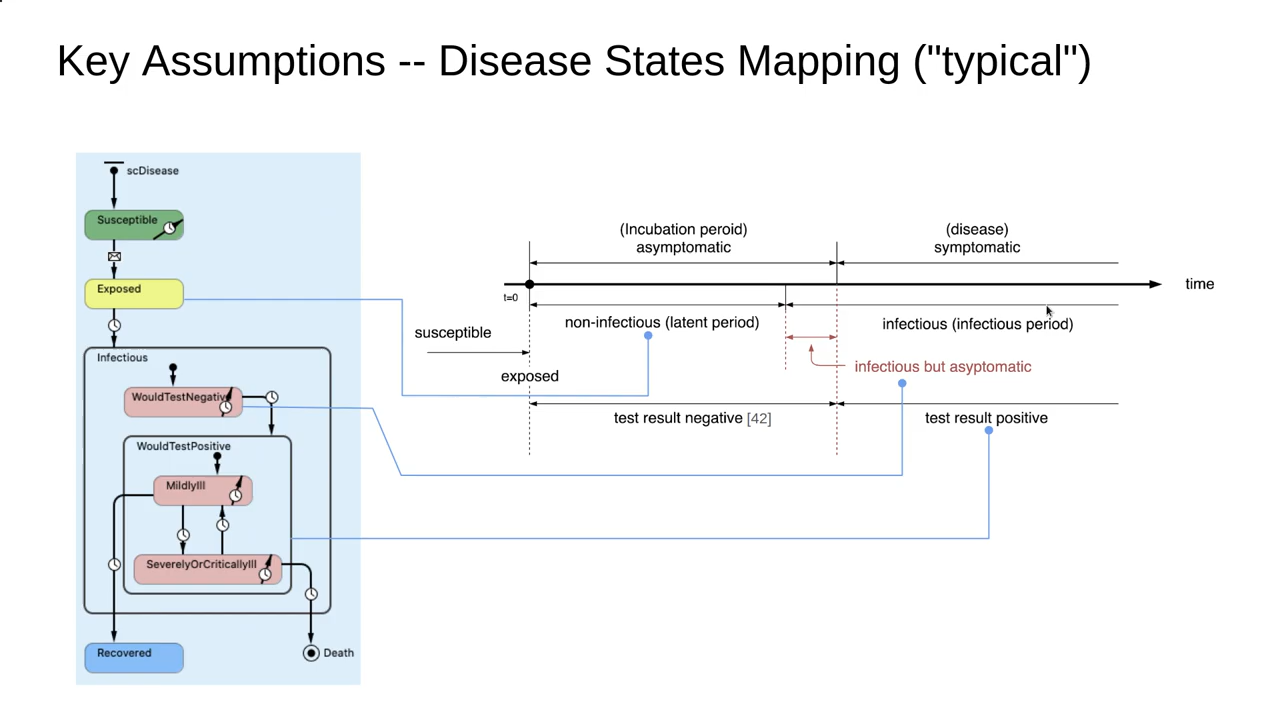 Key Assumptions -- Disease States Mapping ("typical")
scDisease
Susceptible
Exposed
Infectious
WouldTestNegative
WouldTestPositive
MildlyIll
SeverelyOrCriticallyIll
Recovered
Death
(Incubation peroid)
asymptomatic
(disease)
symptomatic
time
t=0
non-infectious (latent period)
infectious (infectious period)
susceptible
infectious but asyptomatic
exposed
test result negative [42]
test result positive